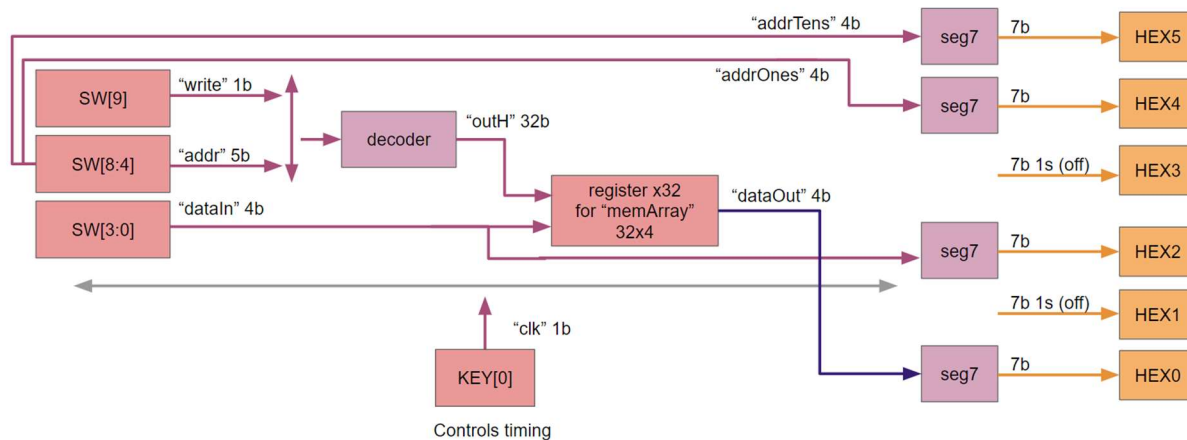 “addrTens” 4b
seg7
7b
HEX5
“addrOnes” 4b
seg7
7b
HEX4
SW[9]
“write” 1b
decoder
“outH” 32b
SW[8:4]
“addr” 5b
7b 1s (off)
HEX3
register x32
for “memArray”
32x4
“dataOut” 4b
SW[3:0]
“dataIn” 4b
seg7
7b
HEX2
7b 1s (off)
HEX1
“clk” 1b
KEY[0]
seg7
7b
HEX0
Controls timing